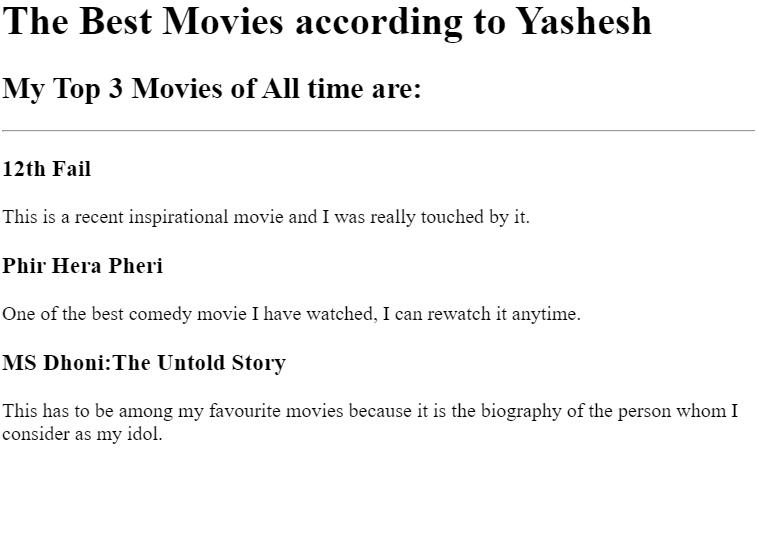 The Best Movies according to Yashesh
My Top 3 Movies of All time are:
12th Fail
This is a recent inspirational movie and I was really touched by it.
Phir Hera Pheri
One of the best comedy movie I have watched, I can rewatch it anytime.
MS Dhoni:The Untold Story
This has to be among my favourite movies because it is the biography of the person whom I
consider as my idol.